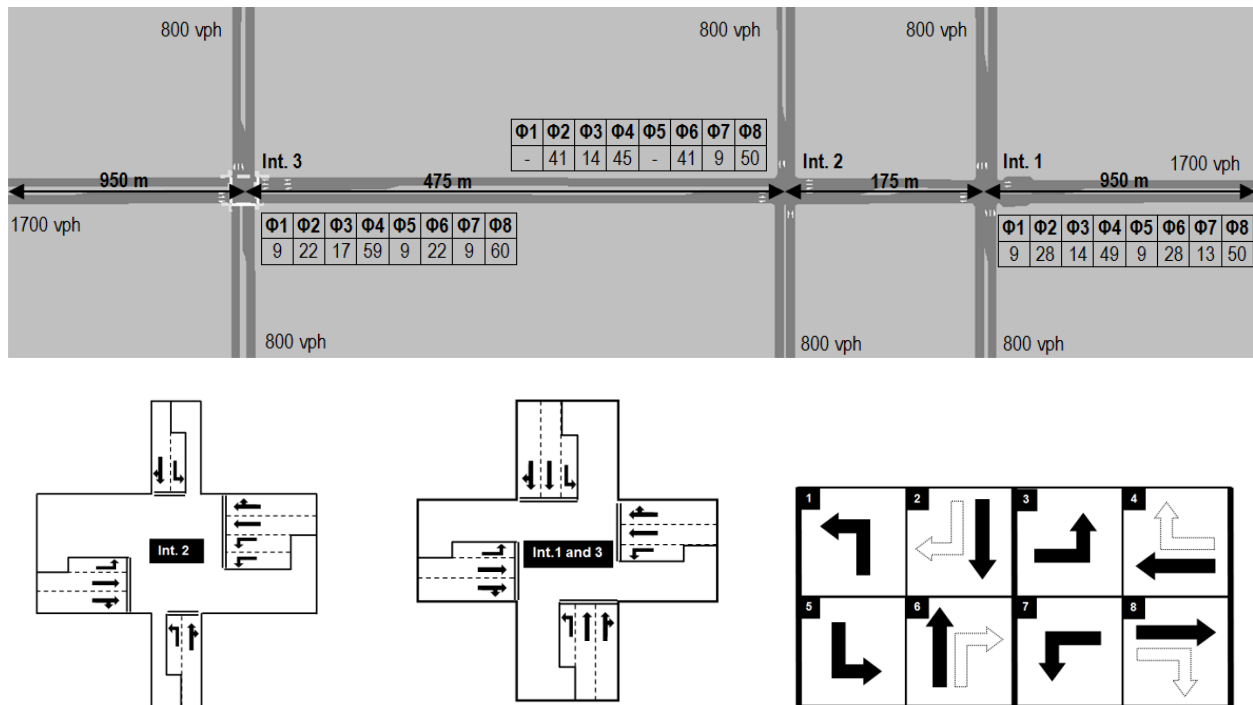 800 vph
800 vph
800 vph
Φ1 Φ2 Φ3 Φ4 Φ5 Φ6 Φ7 Φ8
- 41 14 45 - 41 9 50
Int. 3
Int. 2
Int. 1
1700 vph
950 m
475 m
175 m
950 m
1700 vph
Φ1 Φ2 Φ3 Φ4 Φ5 Φ6 Φ7 Φ8
9 22 17 59 9 22 9 60
Φ1 Φ2 Φ3 Φ4 Φ5 Φ6 Φ7 Φ8
9 28 14 49 9 28 13 50
800 vph
800 vph
800 vph
Int. 2
Int.1 and 3
1 2 3 4
5 6 7 8